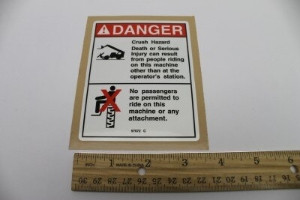 DANGER
Crush Hazard
Death or Serious
Injury can result
from people riding
on this machine
other than at the
operator's station.
No passengers
are permitted to
ride on this
machine or any
attachment.
1 2 3 4 5 6